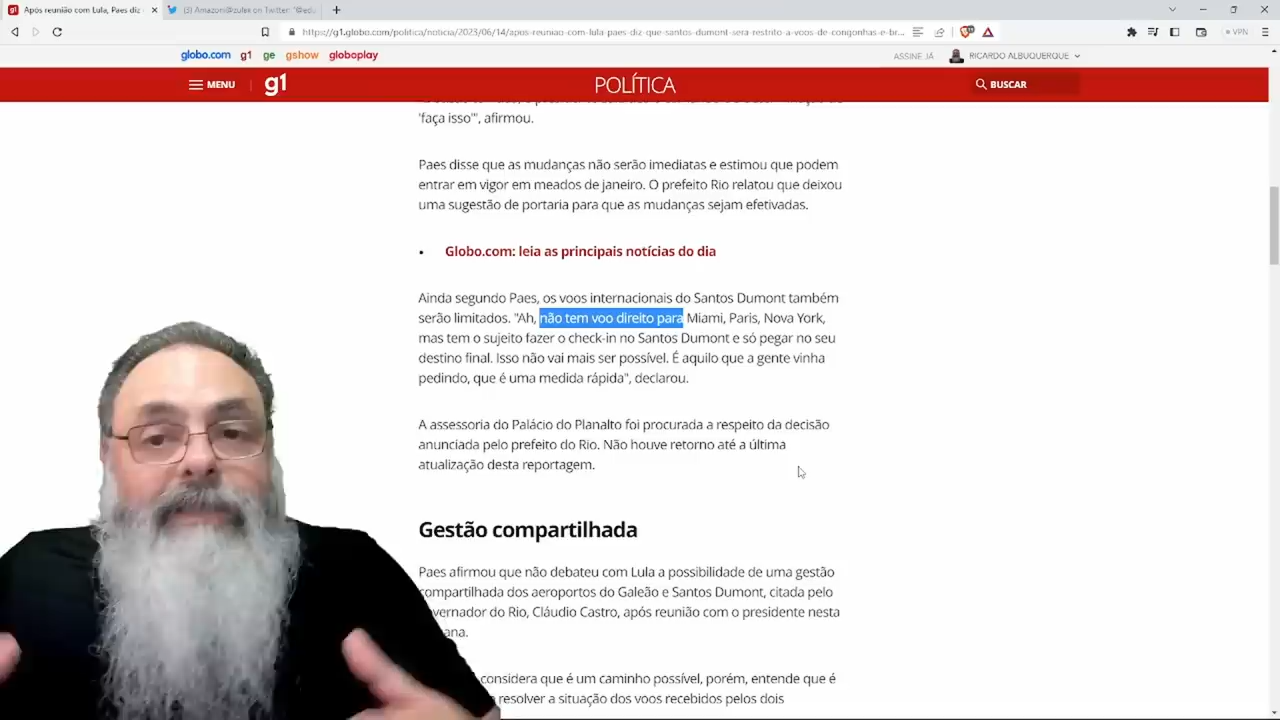 Após reunião com Lula, Paes diz
(3) Amazon@zulex on Twitter: "@edu
https://g1.globo.com/politica/noticia/2023/06/14/apos-reuniao-com-lula-paes-diz-que-santos-dumont-sera-restrito-a-voos-de-congonhas-e-br...
VPN
globo.com g1 ge gshow globoplay
ASSINE JÁ
RICARDO ALBUQUERQUE
MENU
g1
POLÍTICA
BUSCAR
'faça isso'", afirmou.
Paes disse que as mudanças não serão imediatas e estimou que podem
entrar em vigor em meados de janeiro. O prefeito Rio relatou que deixou
uma sugestão de portaria para que as mudanças sejam efetivadas.
• Globo.com: leia as principais notícias do dia
Ainda segundo Paes, os voos internacionais do Santos Dumont também
serão limitados. "Ah, não tem voo direito para Miami, Paris, Nova York,
mas tem o sujeito fazer o check-in no Santos Dumont e só pegar no seu
destino final. Isso não vai mais ser possível. É aquilo que a gente vinha
pedindo, que é uma medida rápida", declarou.
A assessoria do Palácio do Planalto foi procurada a respeito da decisão
anunciada pelo prefeito do Rio. Não houve retorno até a última
atualização desta reportagem.
Gestão compartilhada
Paes afirmou que não debateu com Lula a possibilidade de uma gestão
compartilhada dos aeroportos do Galeão e Santos Dumont, citada pelo
governador do Rio, Cláudio Castro, após reunião com o presidente nesta
ana.
considera que é um caminho possível, porém, entende que é
resolver a situação dos voos recebidos pelos dois